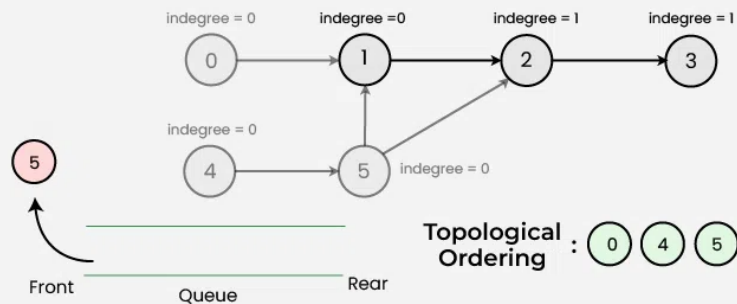 indegree = 0
indegree =0
indegree = 1
indegree = 1
0
1
2
3
indegree = 0
5
4
5
indegree = 0
Topological
Ordering
:
0
4
5
Front
Queue
Rear